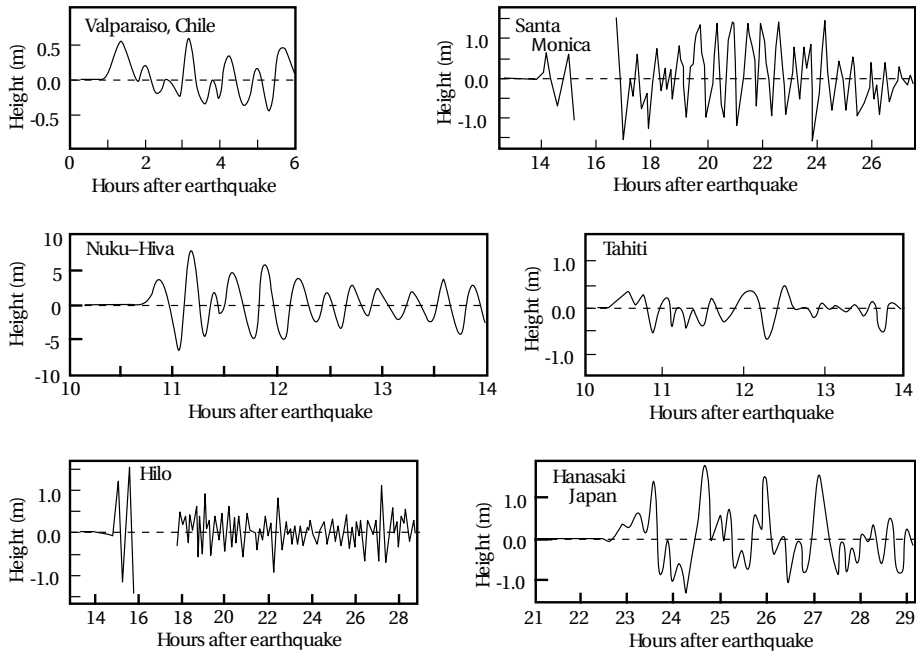 Valparaiso, Chile
Height (m)
0.5
0.0
-0.5
0 2 4 6
Hours after earthquake
Santa
Monica
Height (m)
1.0
0.0
-1.0
14 16 18 20 22 24 26
Hours after earthquake
Nuku–Hiva
Height (m)
10
5
0
-5
-10
10 11 12 13 14
Hours after earthquake
Tahiti
Height (m)
1.0
0.0
-1.0
10 11 12 13 14
Hours after earthquake
Hilo
Height (m)
1.0
0.0
-1.0
14 16 18 20 22 24 26 28
Hours after earthquake
Hanasaki
Japan
Height (m)
1.0
0.0
-1.0
21 22 23 24 25 26 27 28 29
Hours after earthquake